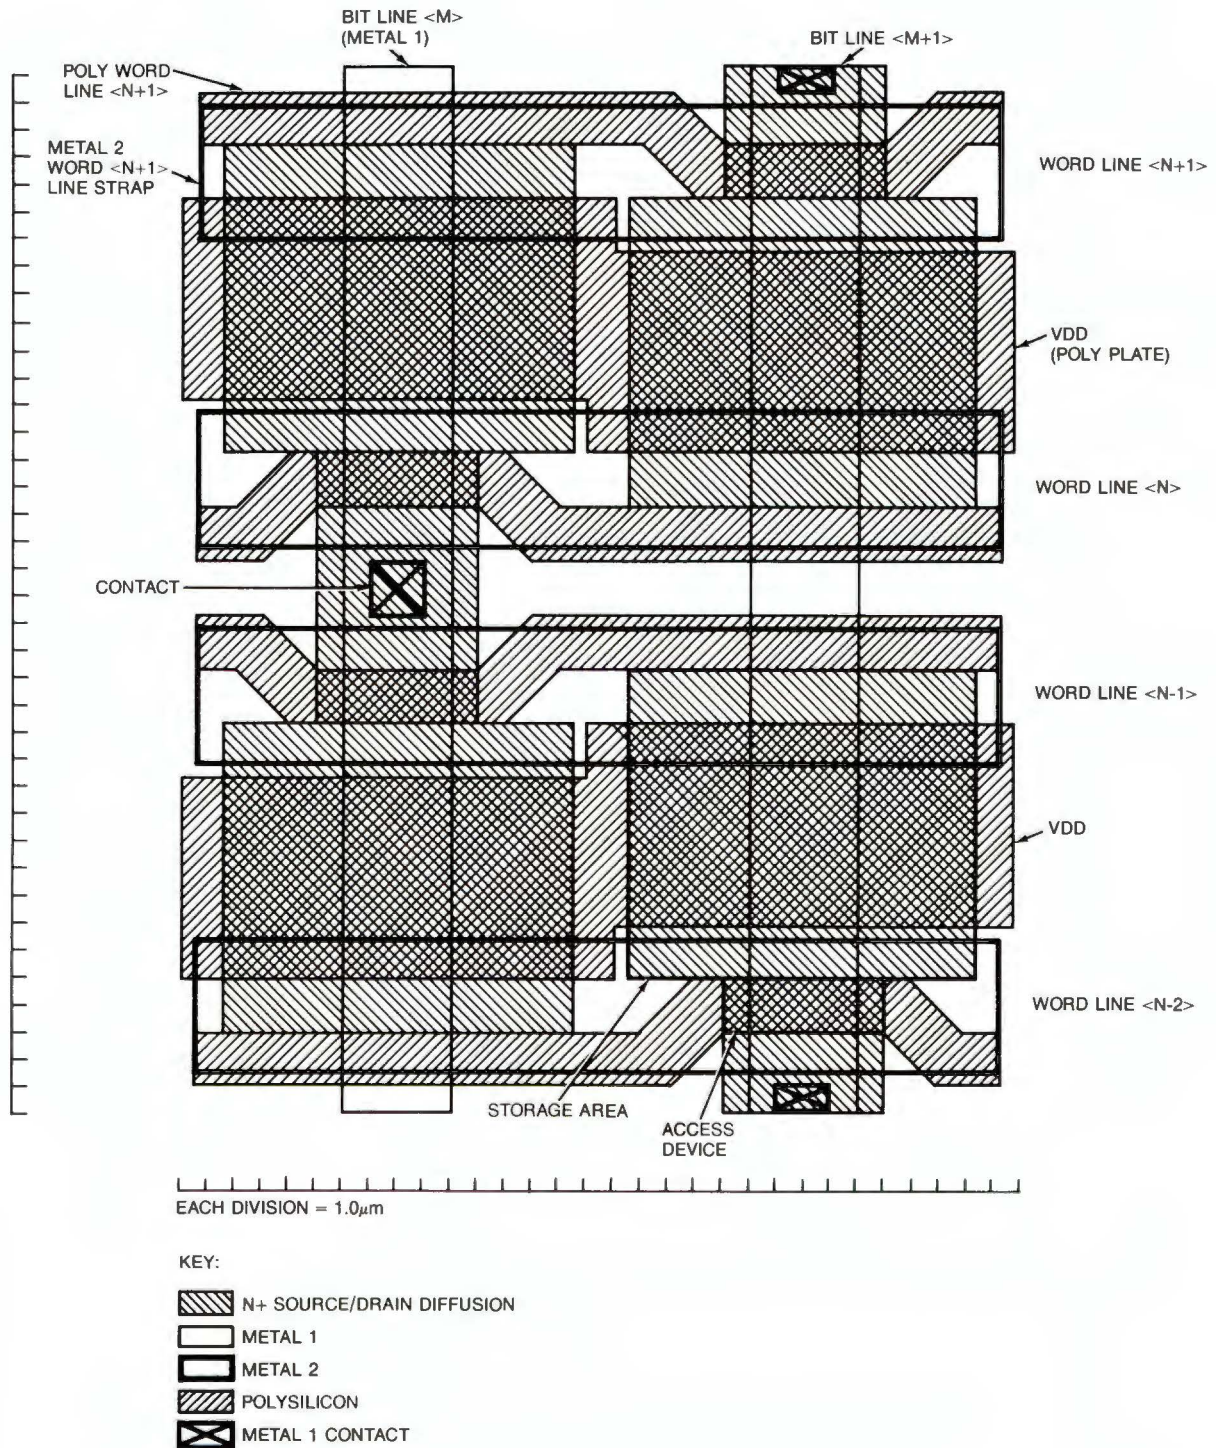 BIT LINE <M>
(METAL 1)
BIT LINE <M+1>
POLY WORD
LINE <N+1>
METAL 2
WORD <N+1>
LINE STRAP
WORD LINE <N+1>
VDD
(POLY PLATE)
WORD LINE <N>
CONTACT
WORD LINE <N-1>
VDD
WORD LINE <N-2>
STORAGE AREA
ACCESS
DEVICE
EACH DIVISION = 1.0μm
KEY:
N+ SOURCE/DRAIN DIFFUSION
METAL 1
METAL 2
POLYSILICON
METAL 1 CONTACT